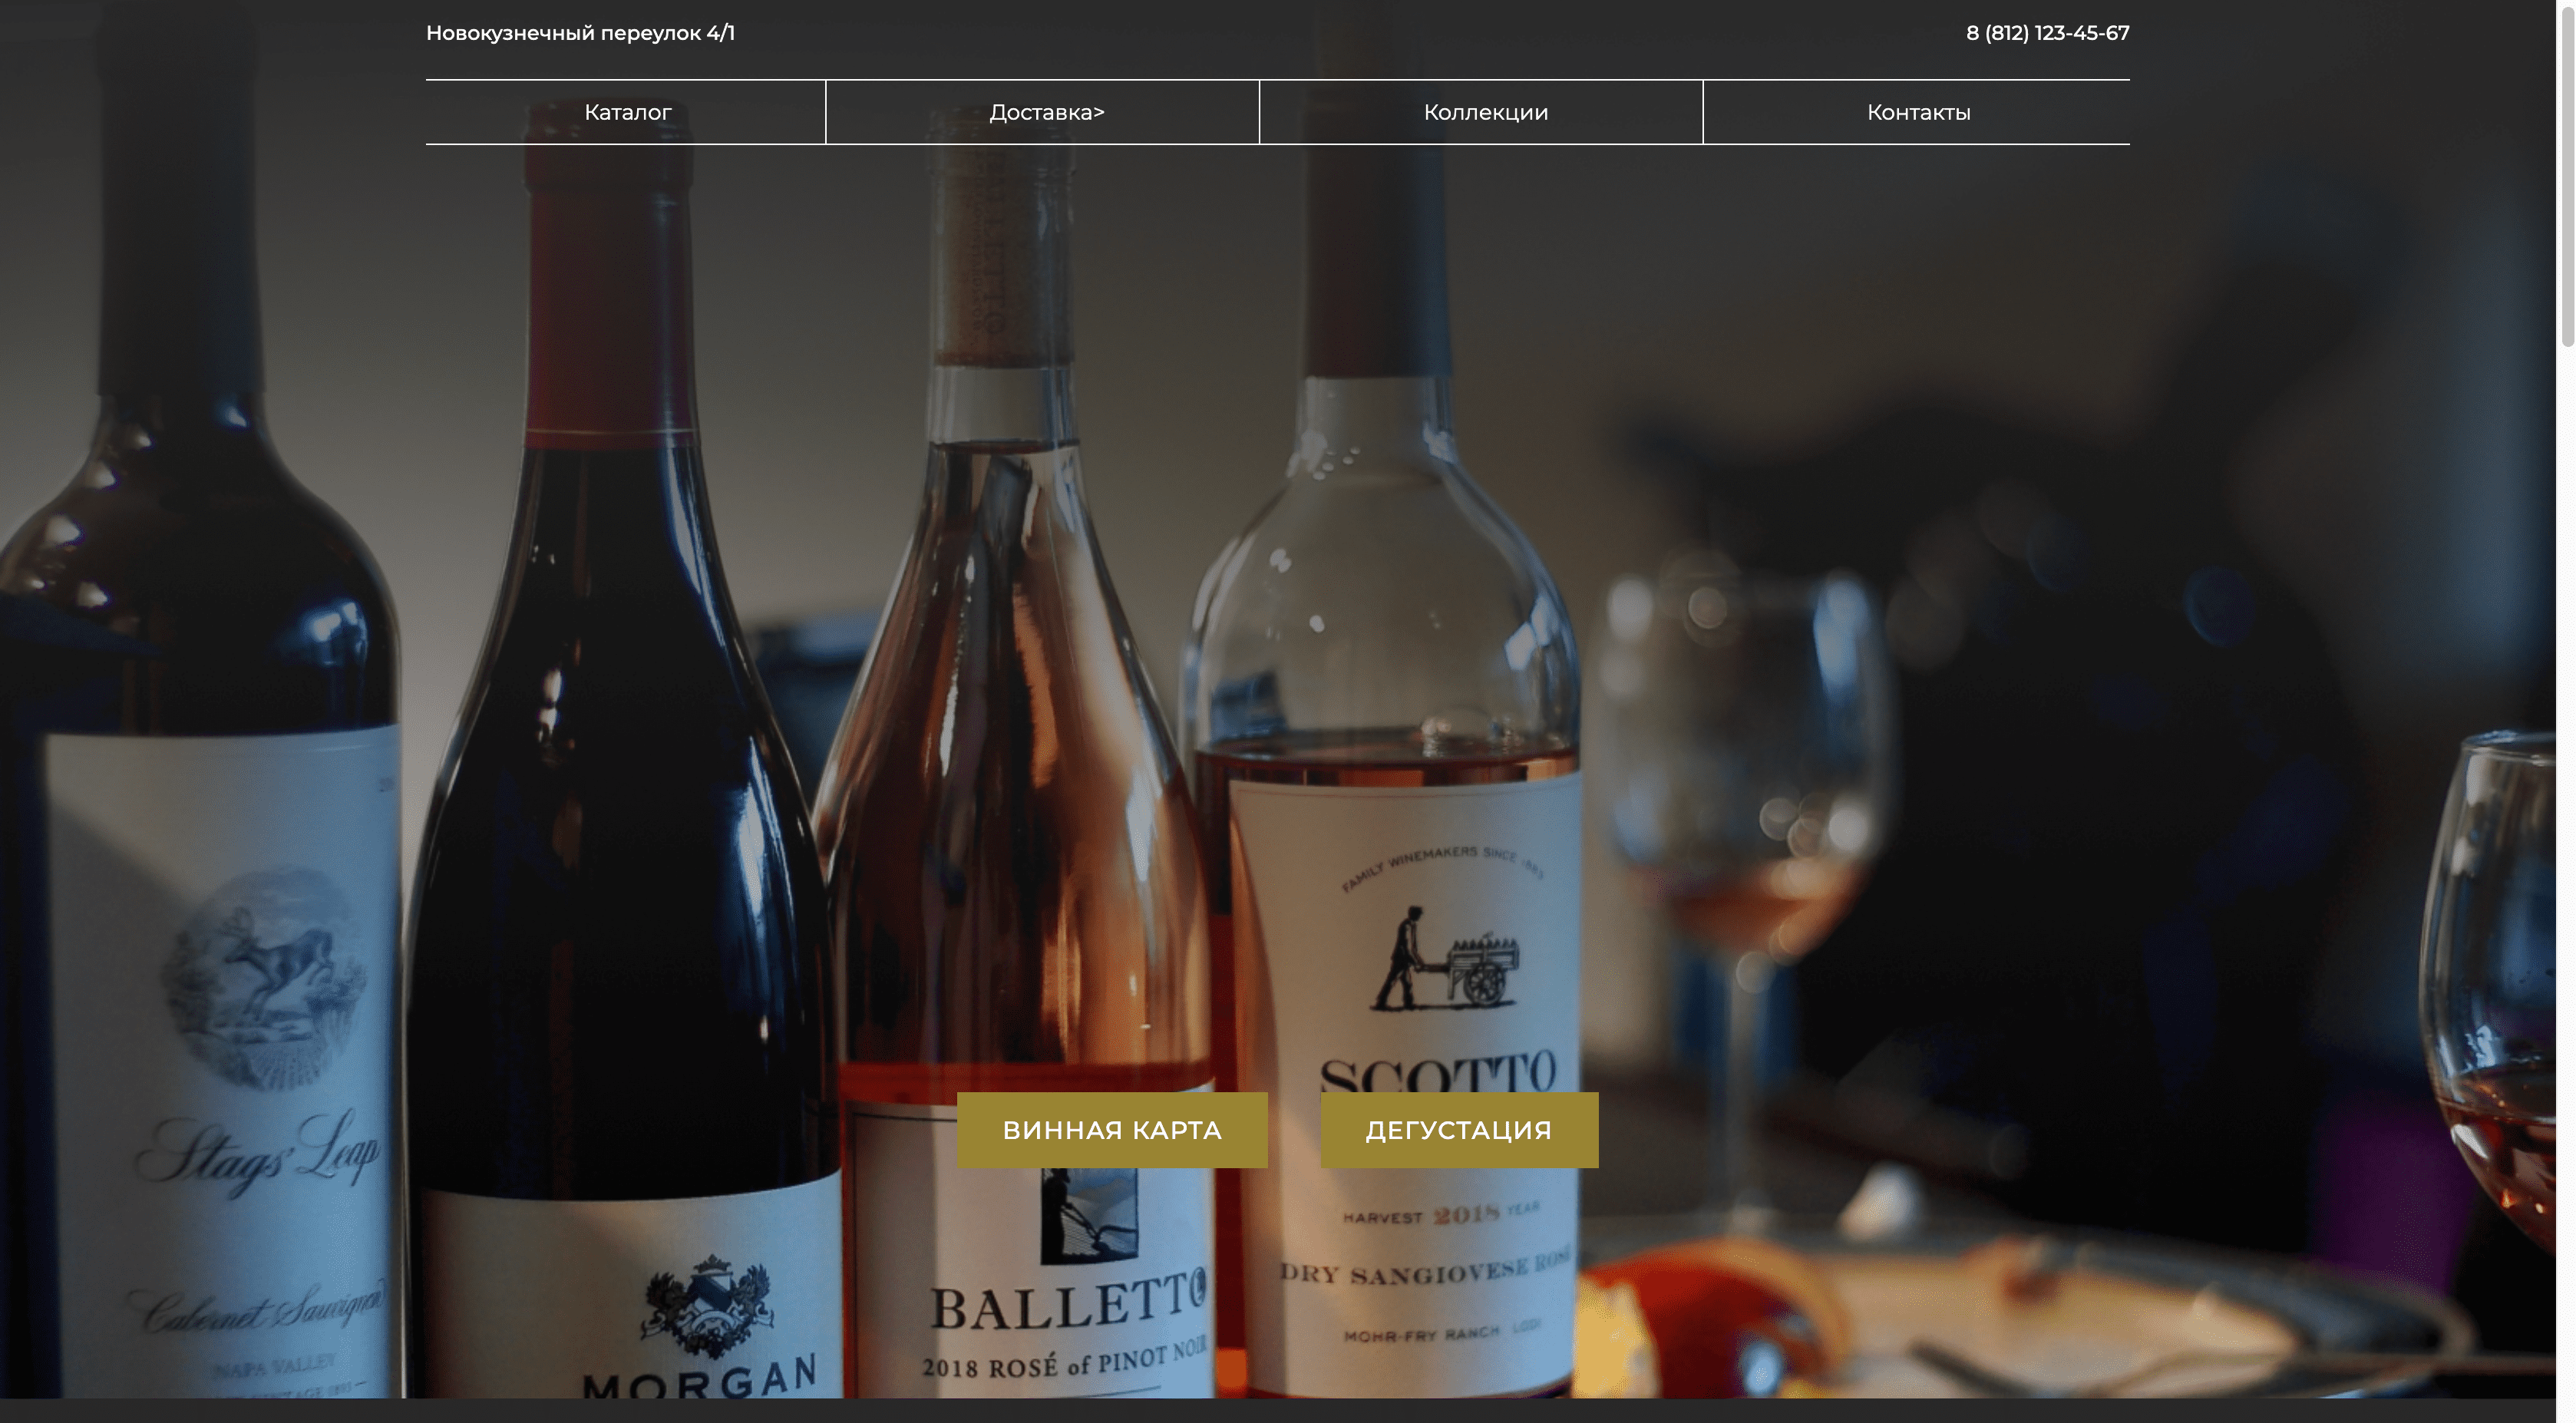 Новокузнечный переулок 4/1
8 (812) 123-45-67
Каталог
Доставка>
Коллекции
Контакты
FAMILY WINEMAKERS SINCE 1883
SCOTTO
ВИННАЯ КАРТА
ДЕГУСТАЦИЯ
Stags' Leap
HARVEST 2018 YEAR
DRY SANGIOVESE ROSÉ
Cabernet Sauvignon
BALLETTO
MOHR-FRY RANCH LODI
NAPA VALLEY
2018 ROSÉ of PINOT NOIR
MORGAN